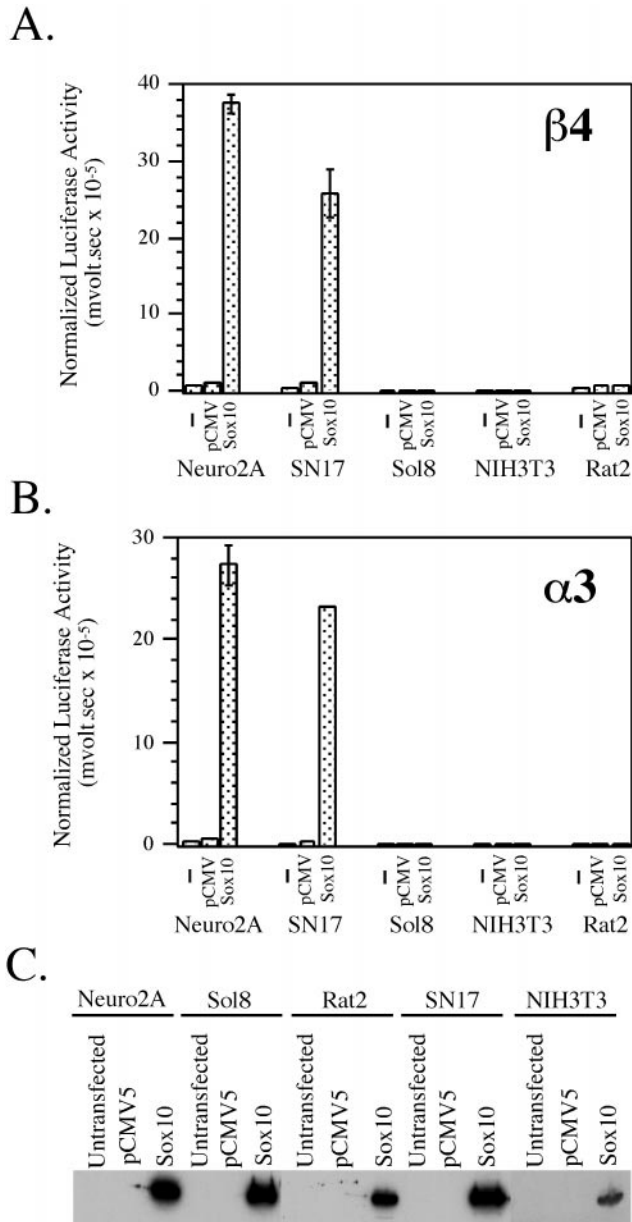 A.
β4
Normalized Luciferase Activity
(mvolt.sec x 10-5)
40
30
20
10
0
– pCMV Sox10 – pCMV Sox10 – pCMV Sox10 – pCMV Sox10 – pCMV Sox10
Neuro2A SN17 Sol8 NIH3T3 Rat2
B.
α3
Normalized Luciferase Activity
(mvolt.sec x 10-5)
30
20
10
0
– pCMV Sox10 – pCMV Sox10 – pCMV Sox10 – pCMV Sox10 – pCMV Sox10
Neuro2A SN17 Sol8 NIH3T3 Rat2
C.
Neuro2A Sol8 Rat2 SN17 NIH3T3
Untransfected pCMV5 Sox10 Untransfected pCMV5 Sox10 Untransfected pCMV5 Sox10 Untransfected pCMV5 Sox10 Untransfected pCMV5 Sox10